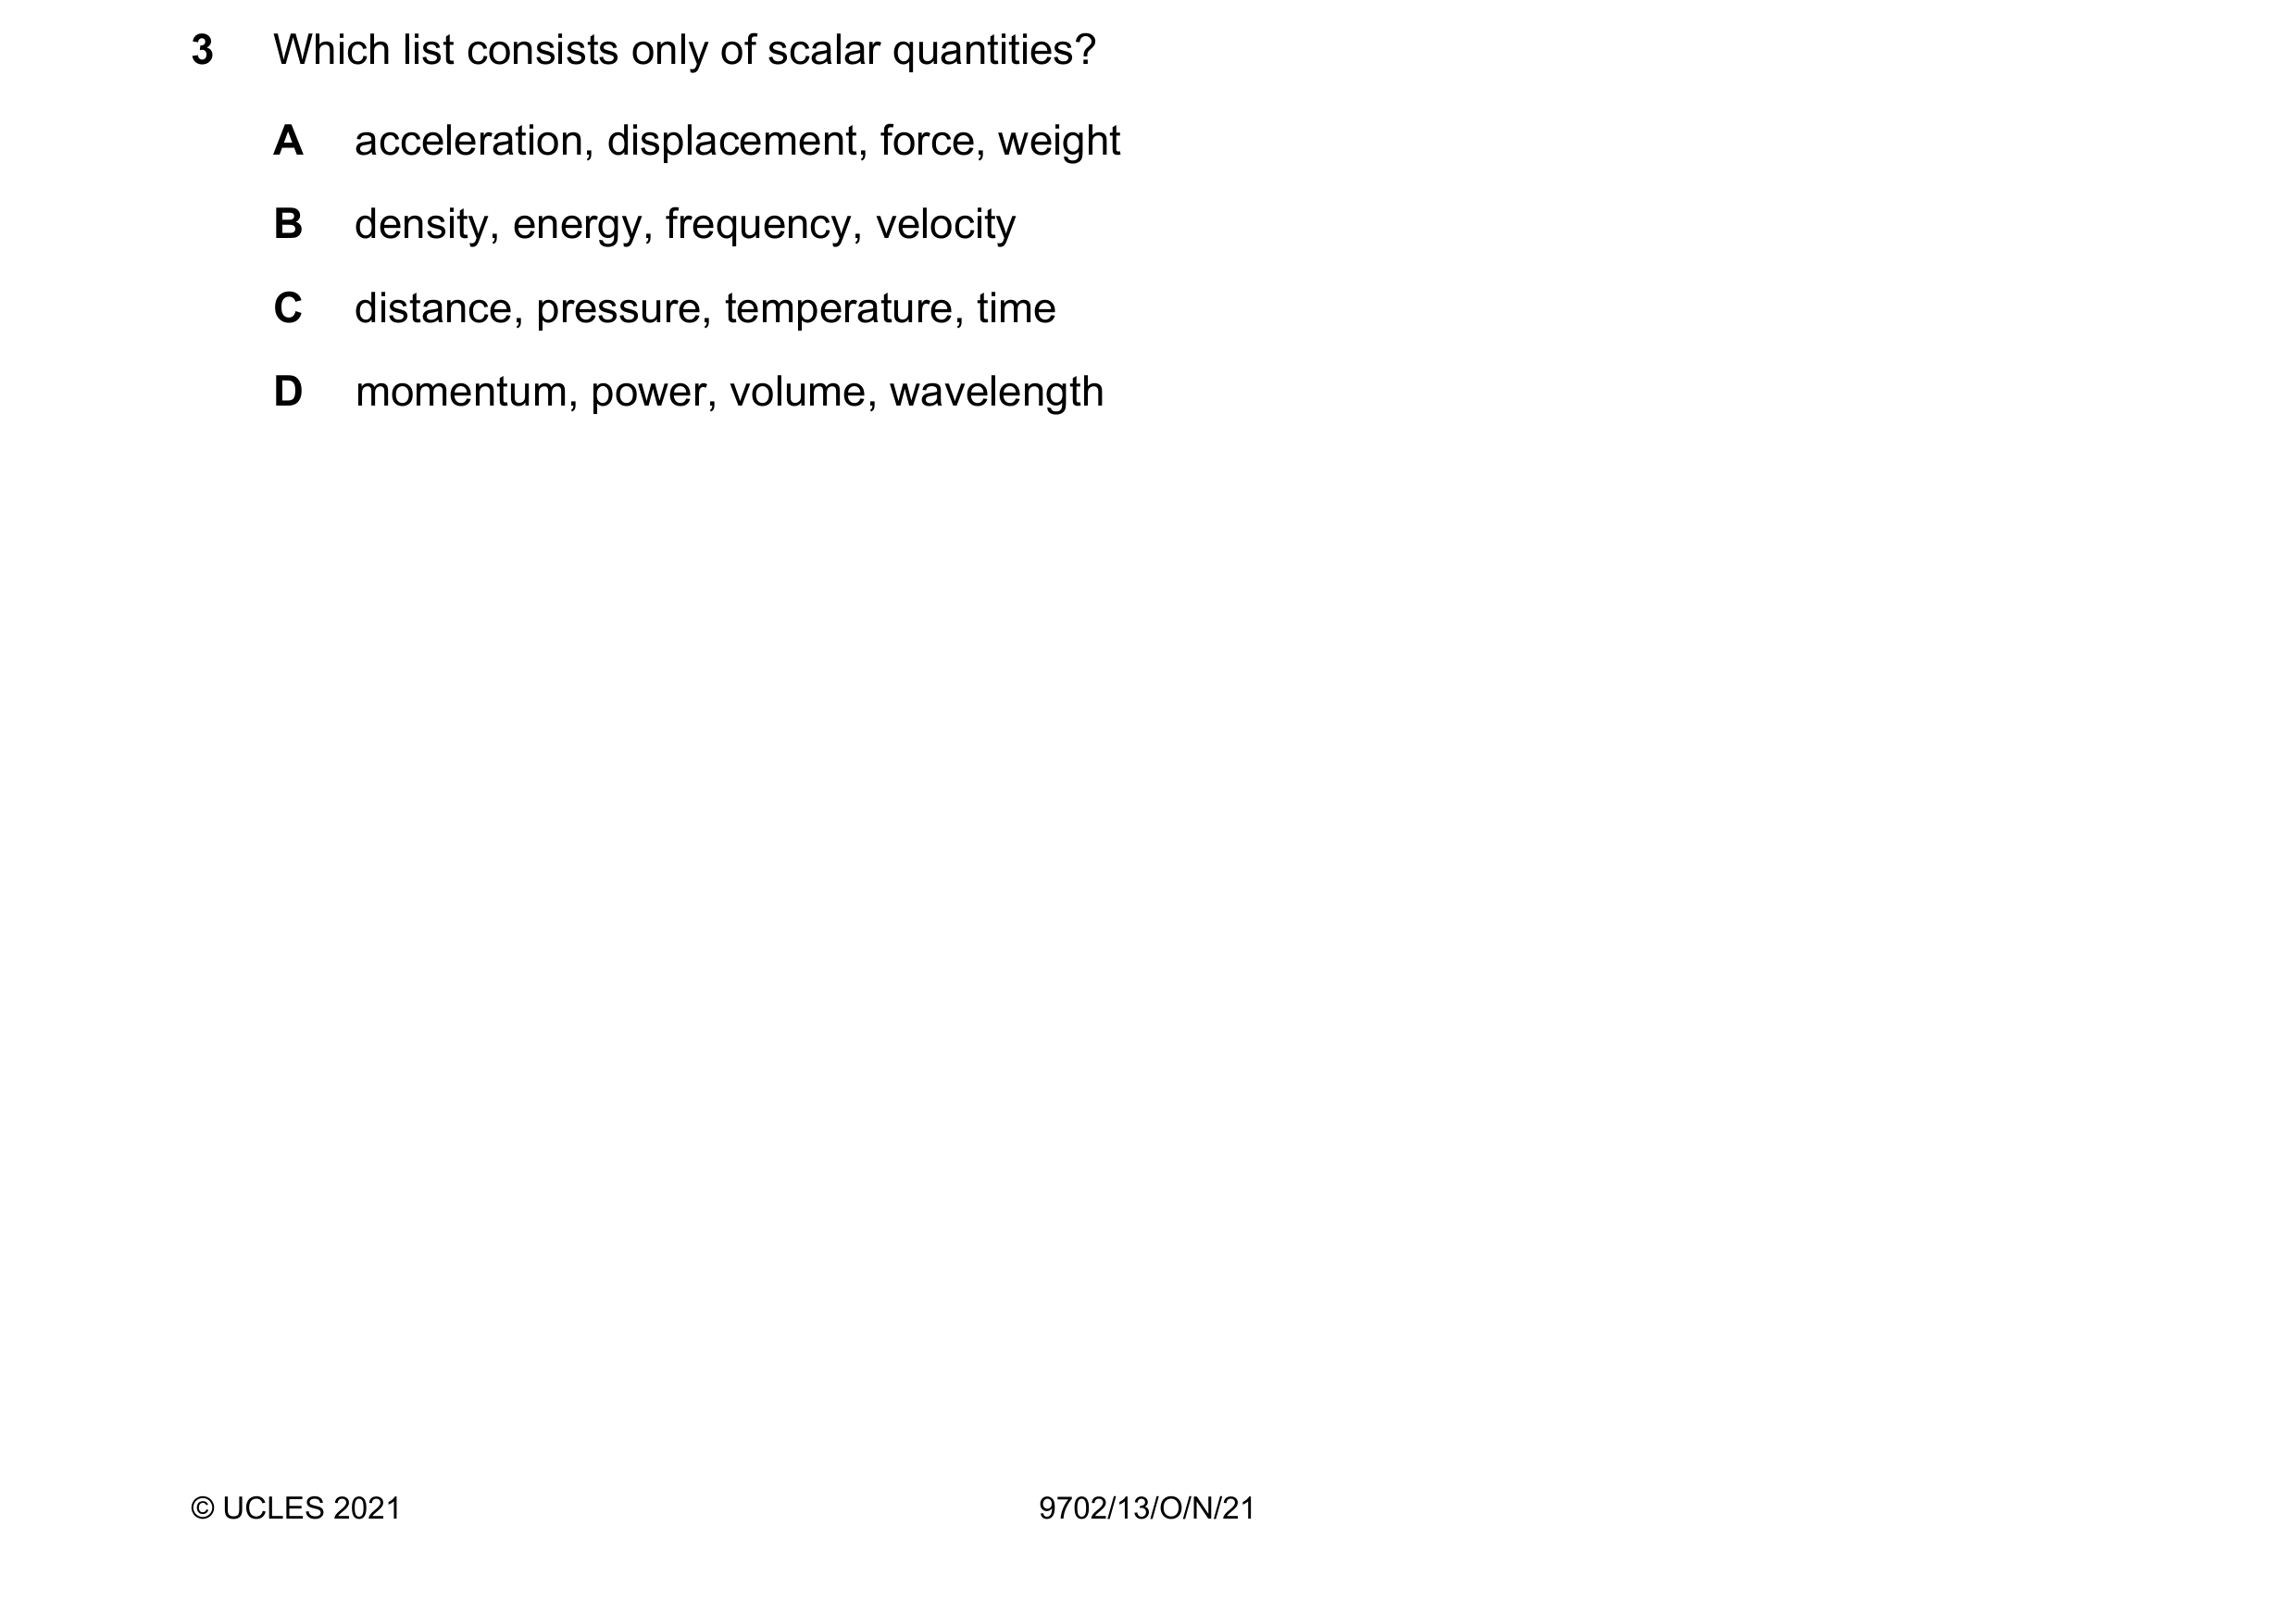 3 Which list consists only of scalar quantities?
A acceleration, displacement, force, weight
B density, energy, frequency, velocity
C distance, pressure, temperature, time
D momentum, power, volume, wavelength
© UCLES 2021 9702/13/O/N/21